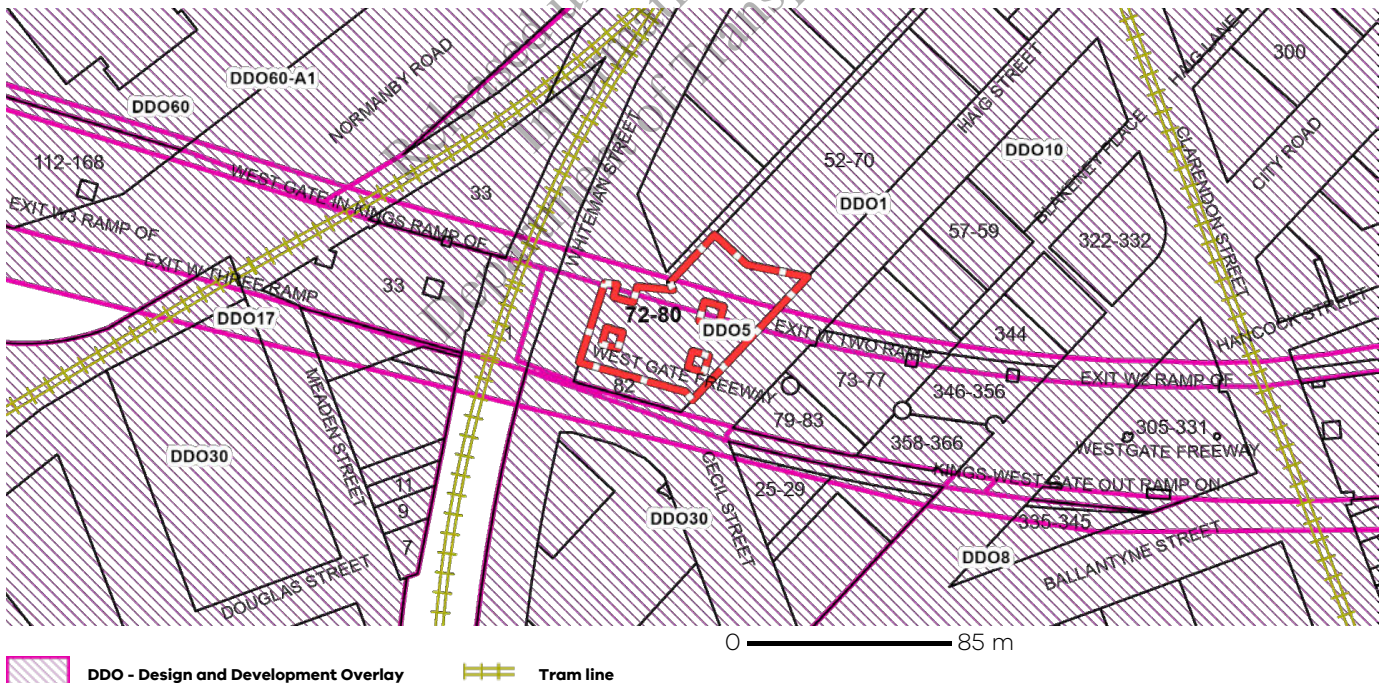 300
HAIG LANE
DDO60-A1
DDO60
NORMANBY ROAD
HAIG STREET
CLARENDON STREET
CITY ROAD
DDO10
BLAKENEY PLACE
112-168
WEST GATE IN-KINGS RAMP OF
33
WHITEMAN STREET
52-70
DDO1
57-59
322-332
EXIT W3 RAMP OF
EXIT W THREE RAMP
33
DDO17
1
72-80
DDO5
EXIT W TWO RAMP
344
HANCOCK STREET
EXIT W2 RAMP OF
WEST GATE FREEWAY
82
73-77
346-356
79-83
358-366
305-331
WESTGATE FREEWAY
MEADEN STREET
DDO30
11
9
7
CECIL STREET
25-29
KINGS-WEST GATE OUT RAMP ON
DDO30
335-345
DDO8
BALLANTYNE STREET
DOUGLAS STREET
0 85 m
DDO - Design and Development Overlay
Tram line